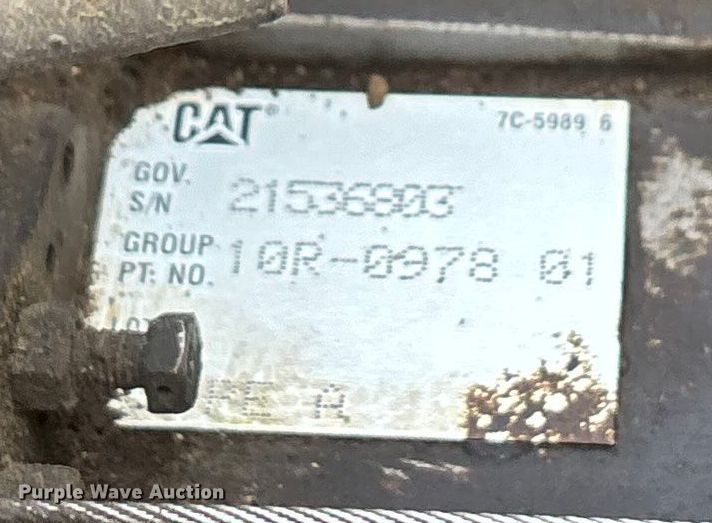 CAT®
7C-5989 6
GOV.
S/N 21536803
GROUP
PT. NO. 10R-0978 01
A
Purple Wave Auction